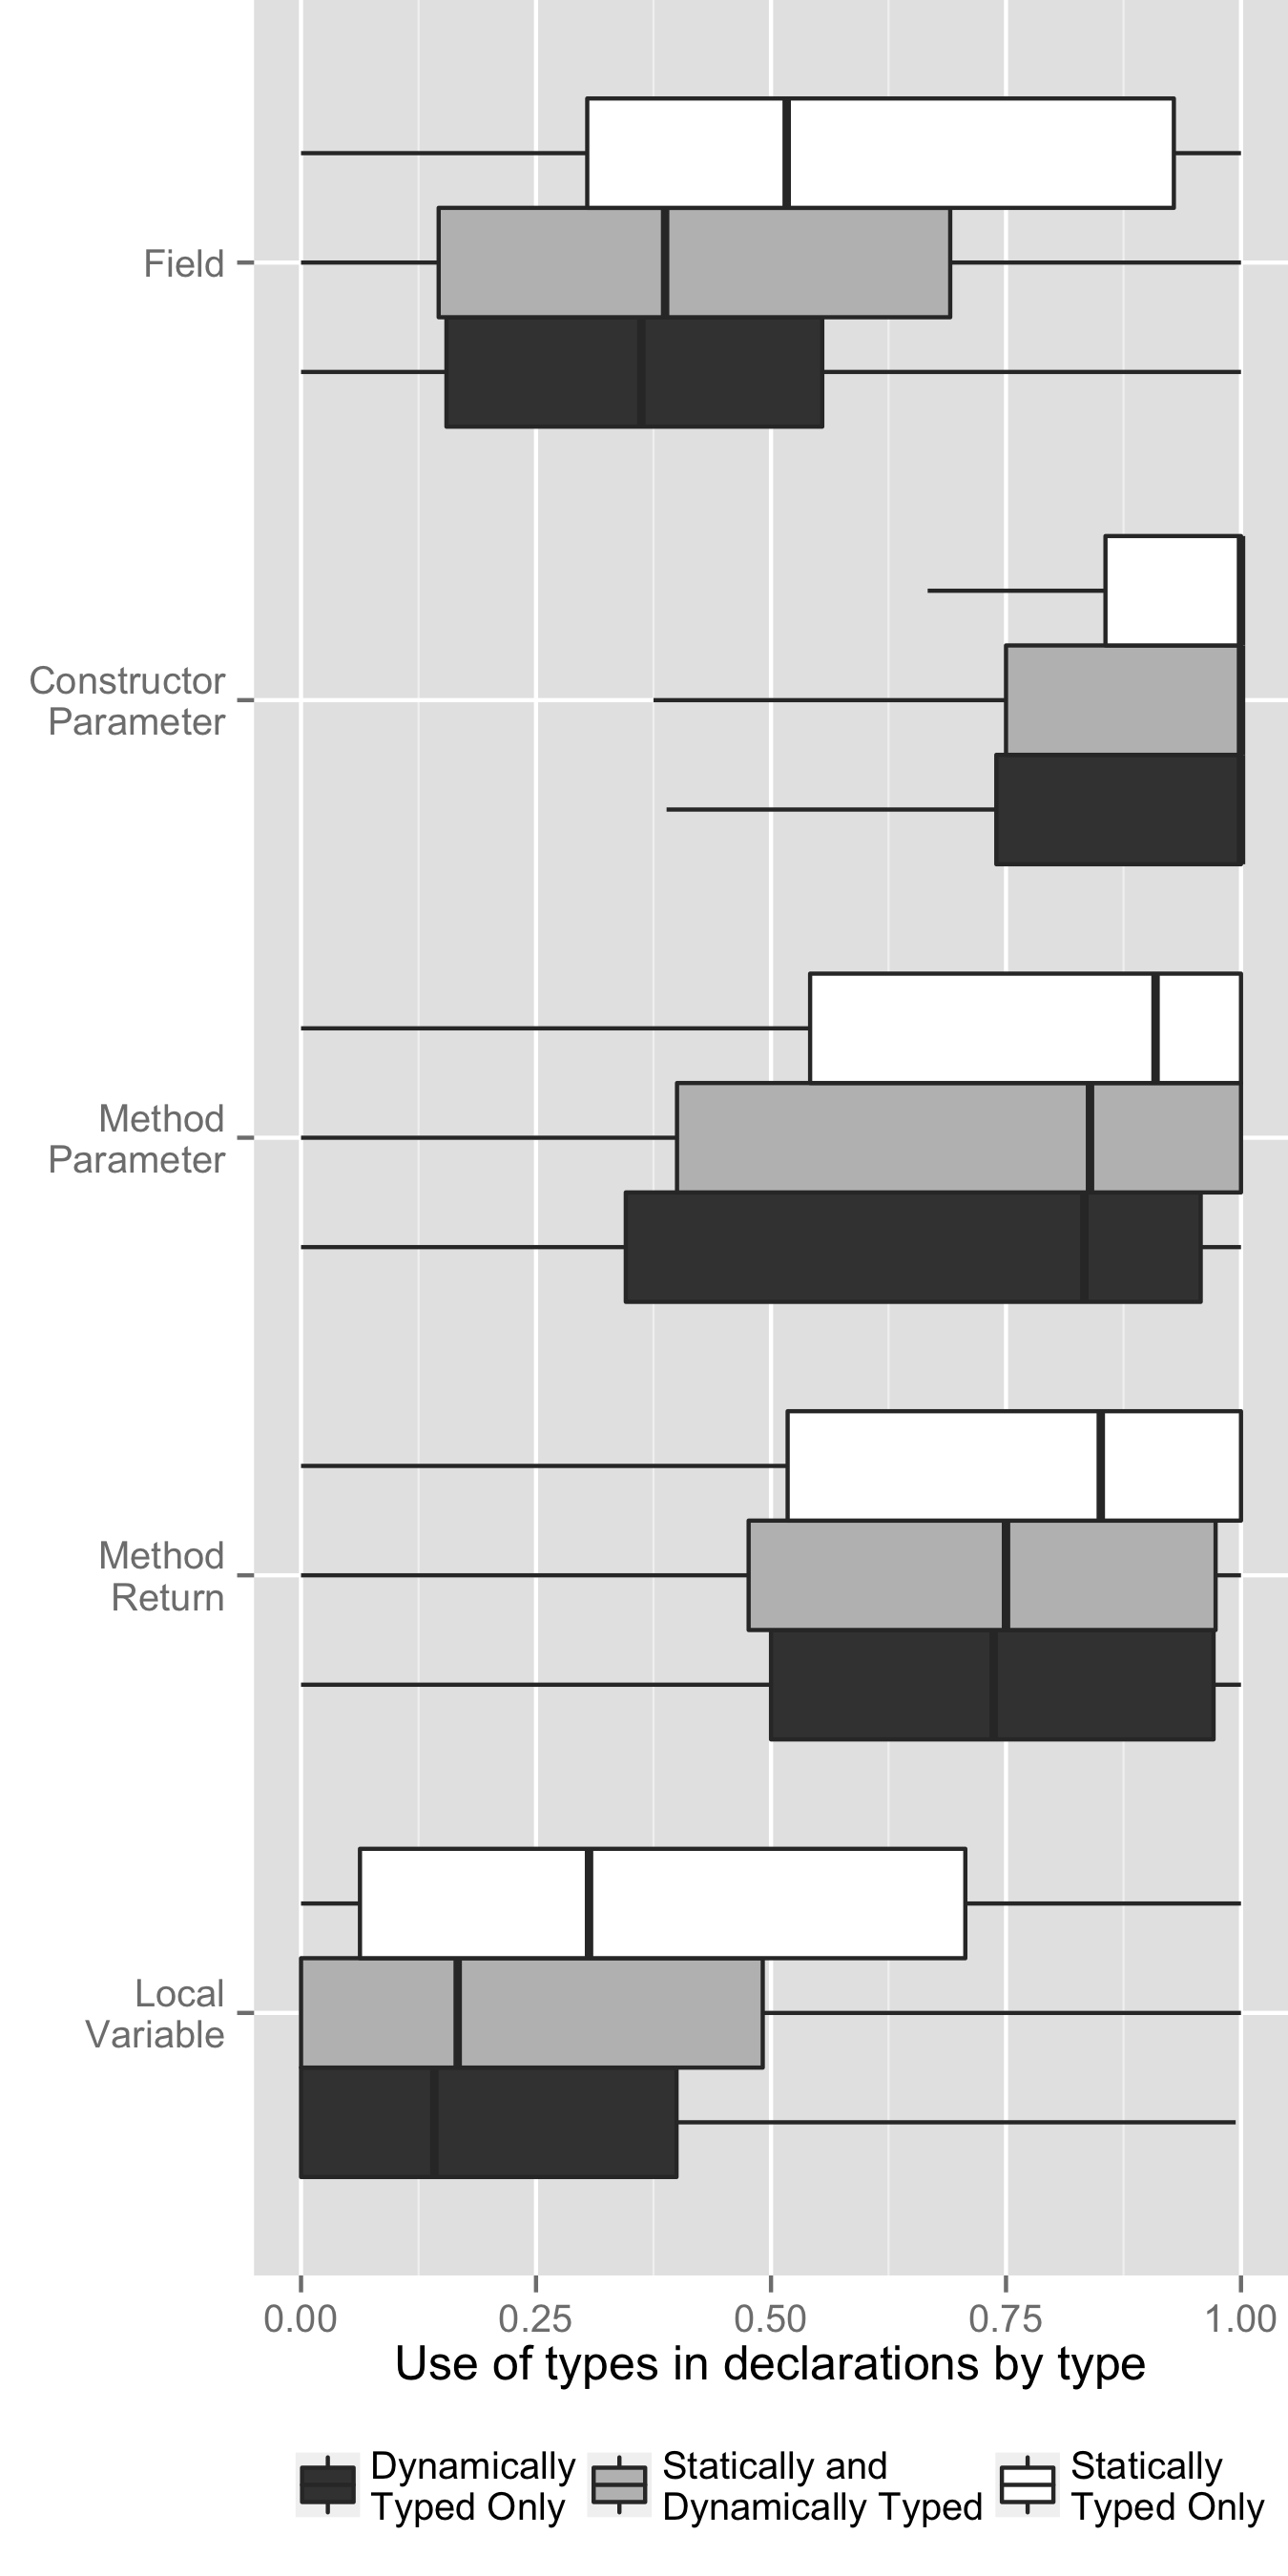 Field
Constructor
Parameter
Method
Parameter
Method
Return
Local
Variable
0.00 0.25 0.50 0.75 1.00
Use of types in declarations by type
Dynamically
Typed Only
Statically and
Dynamically Typed
Statically
Typed Only